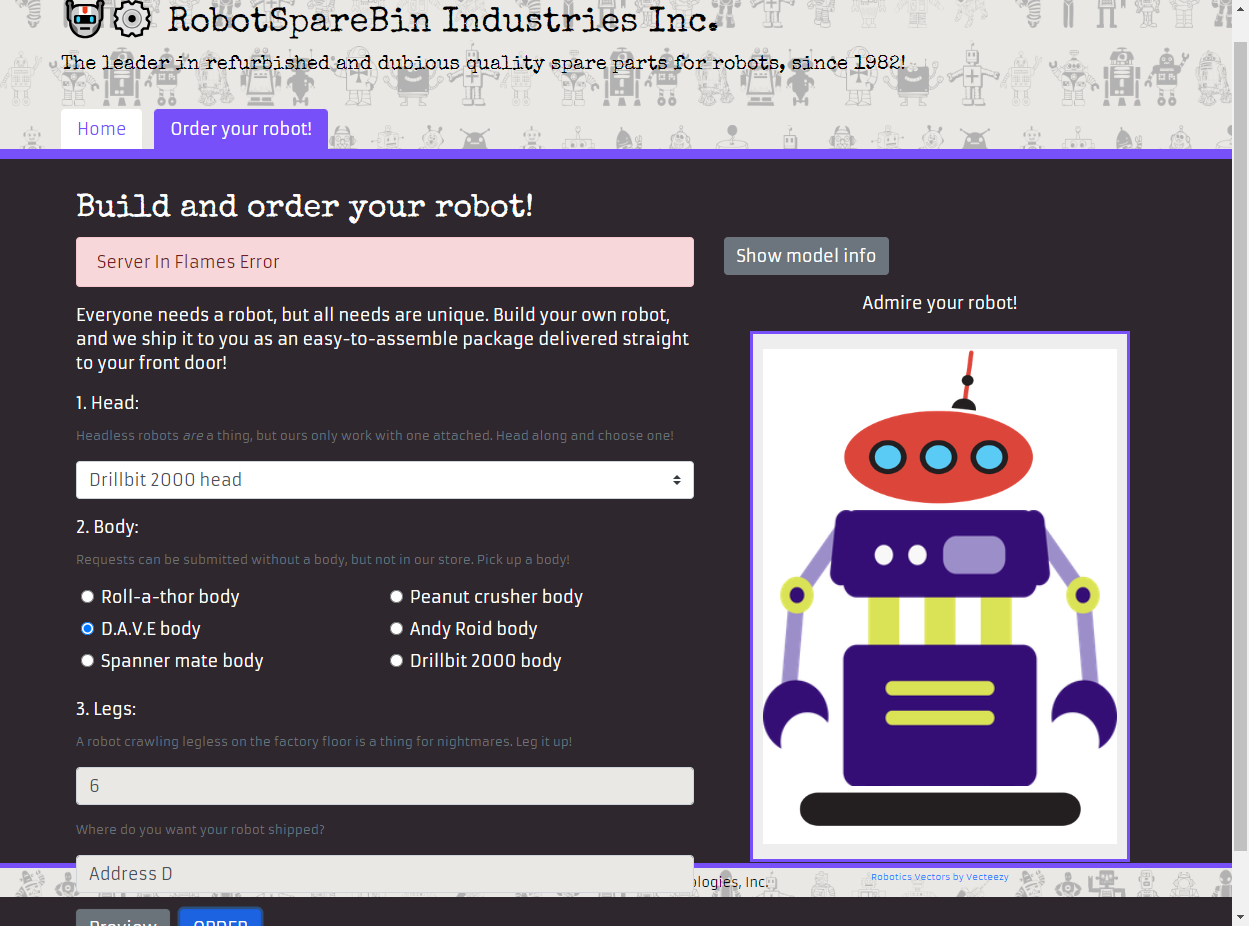 RobotSpareBin Industries Inc.
The leader in refurbished and dubious quality spare parts for robots, since 1982!
Home
Order your robot!
Build and order your robot!
Server In Flames Error
Show model info
Everyone needs a robot, but all needs are unique. Build your own robot,
and we ship it to you as an easy-to-assemble package delivered straight
to your front door!
Admire your robot!
1. Head:
Headless robots are a thing, but ours only work with one attached. Head along and choose one!
Drillbit 2000 head
2. Body:
Requests can be submitted without a body, but not in our store. Pick up a body!
Roll-a-thor body
Peanut crusher body
D.A.V.E body
Andy Roid body
Spanner mate body
Drillbit 2000 body
3. Legs:
A robot crawling legless on the factory floor is a thing for nightmares. Leg it up!
6
Where do you want your robot shipped?
Address D
ologies, Inc.
Robotics Vectors by Vecteezy
Preview
ORDER